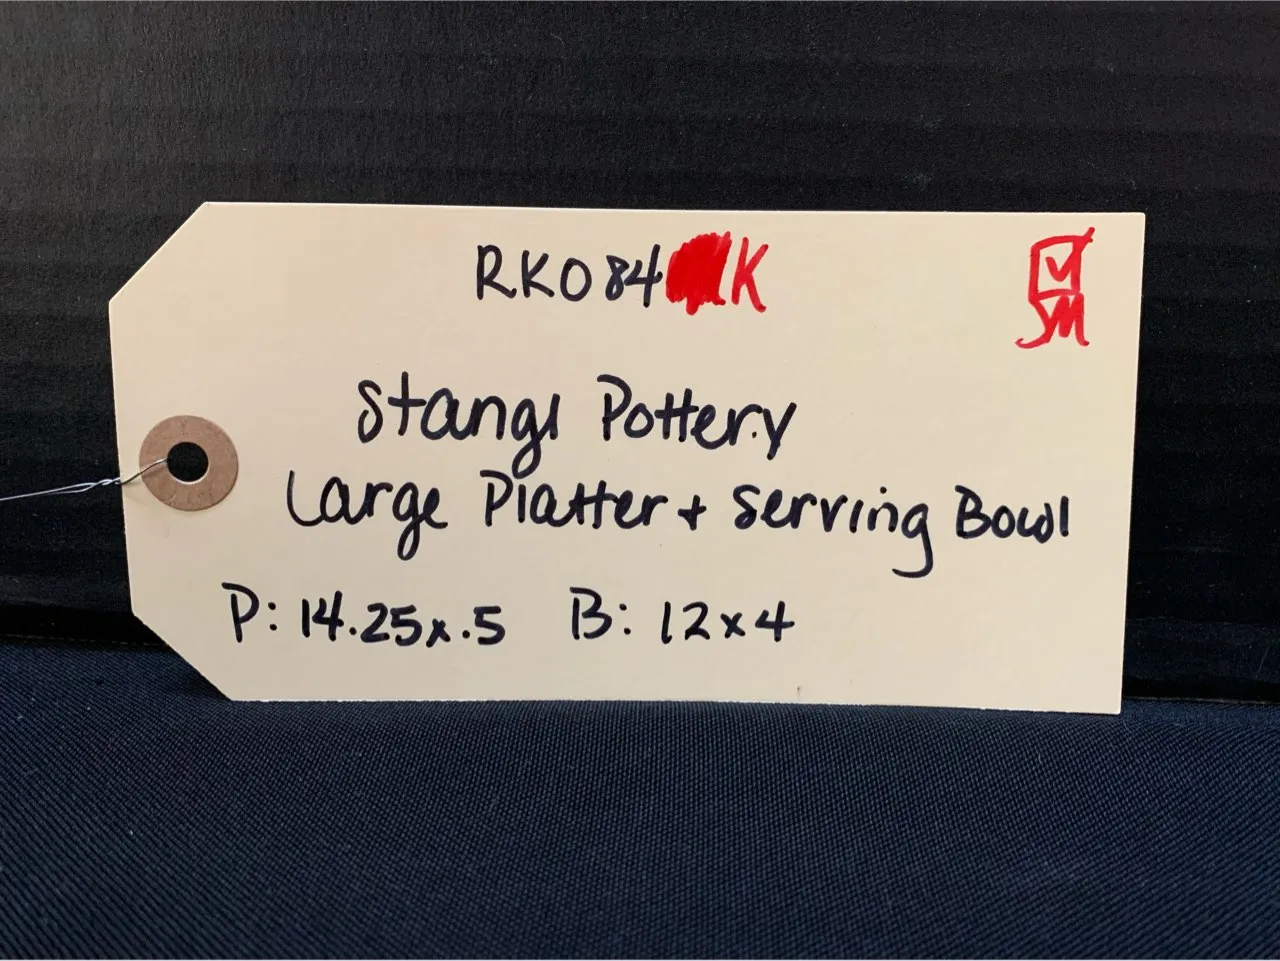 RK084 K
Stangl Pottery
Large Platter + Serving Bowl
P: 14.25x.5 B: 12x4